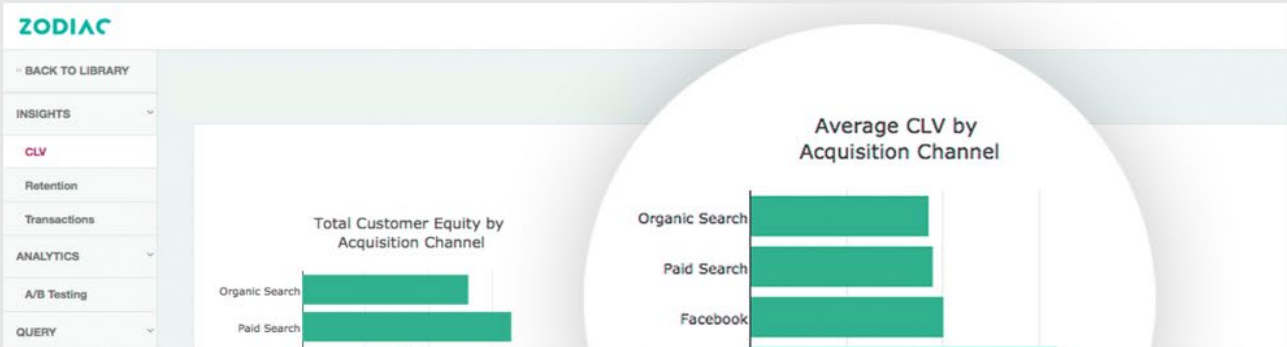 ZODIAC
BACK TO LIBRARY
INSIGHTS
CLV
Retention
Transactions
ANALYTICS
A/B Testing
QUERY
Total Customer Equity by
Acquisition Channel
Organic Search
Paid Search
Average CLV by
Acquisition Channel
Organic Search
Paid Search
Facebook